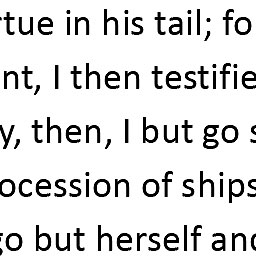 rtue in his tail; fo
nt, I then testifie
y, then, I but go s
ocession of ships
go but herself and